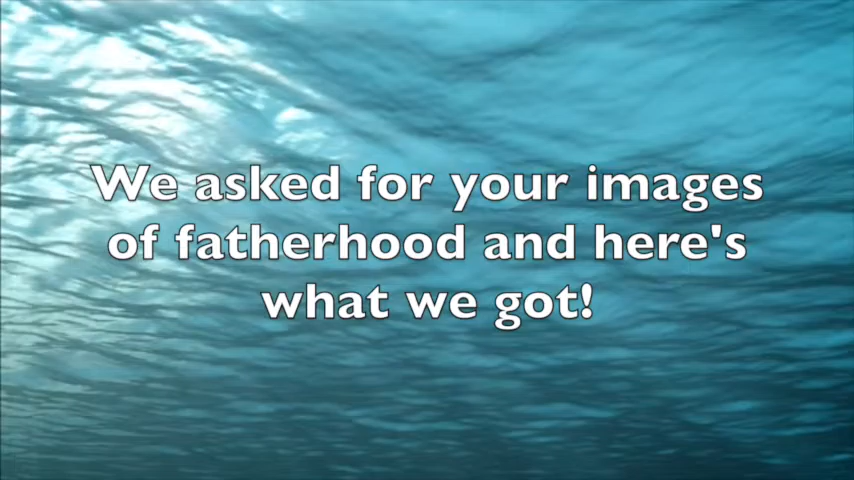 We asked for your images
of fatherhood and here's
what we got!